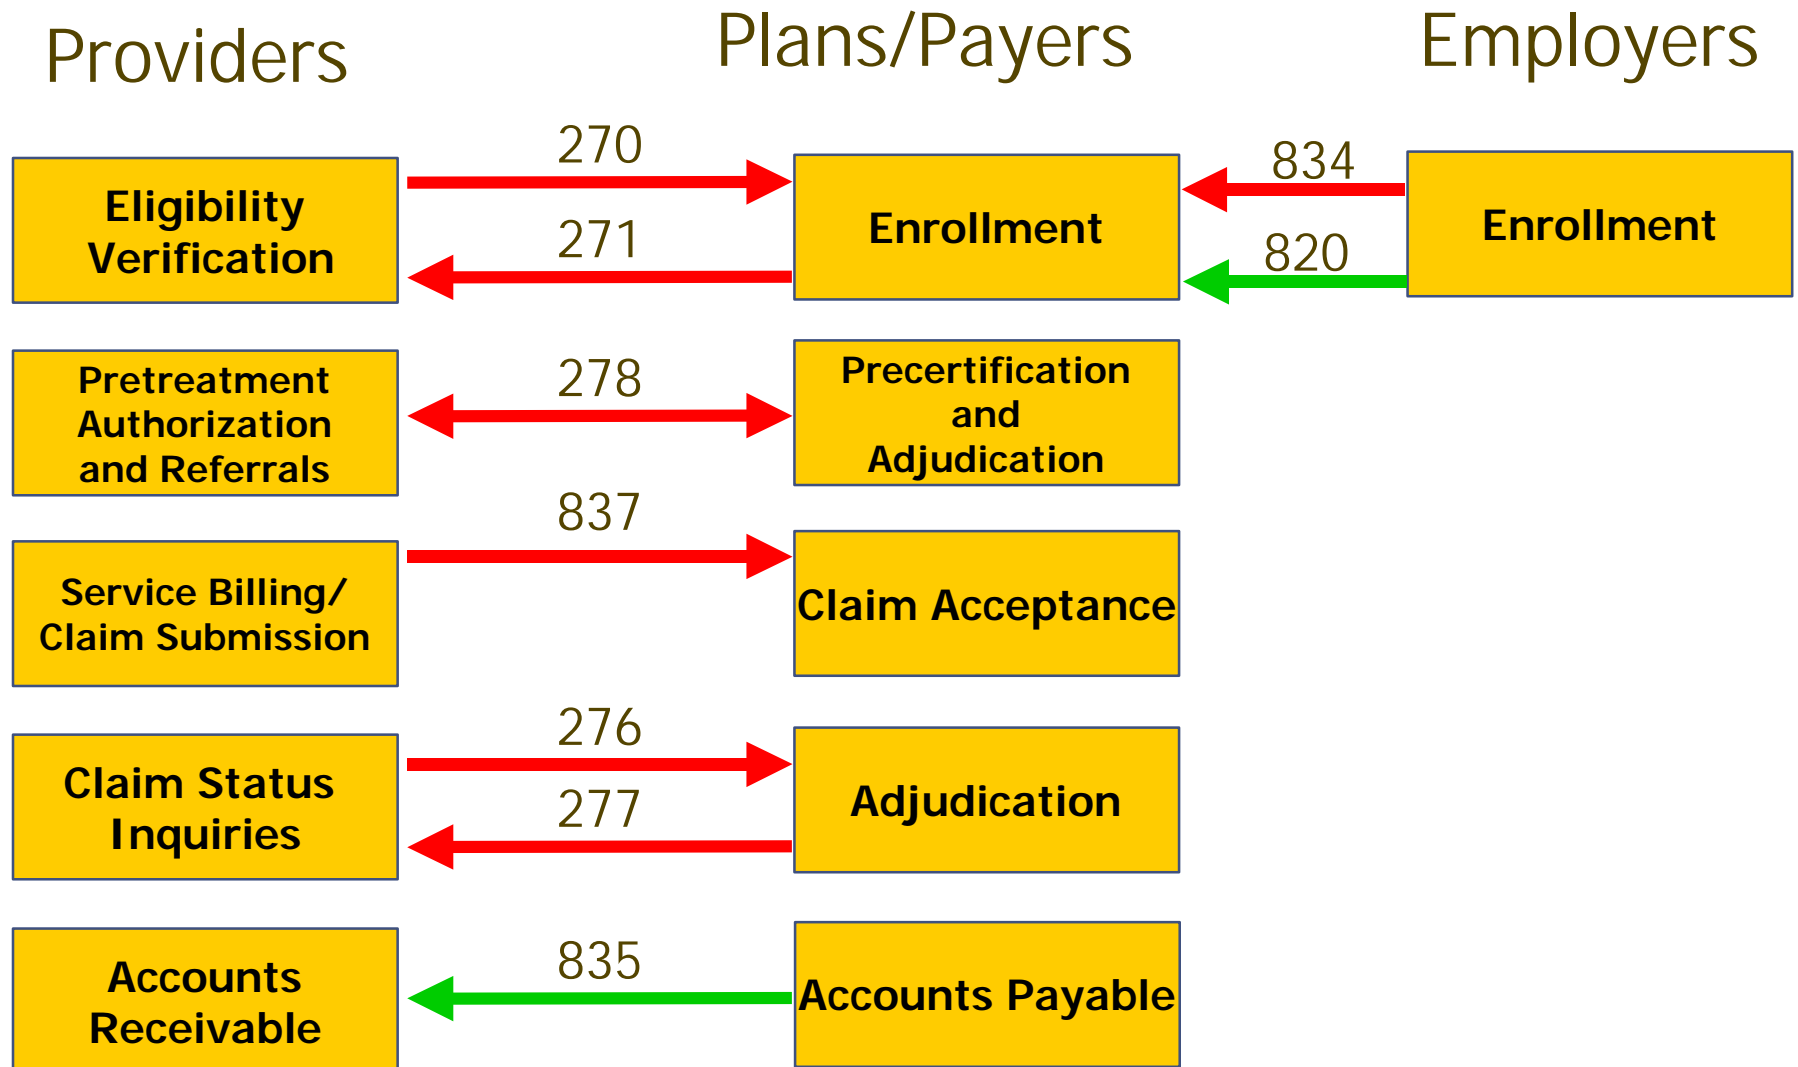 Providers
Plans/Payers
Employers
270
834
Eligibility
Verification
271
Enrollment
820
Enrollment
Pretreatment
Authorization
and Referrals
278
Precertification
and
Adjudication
837
Service Billing/
Claim Submission
Claim Acceptance
276
Claim Status
Inquiries
277
Adjudication
835
Accounts
Receivable
Accounts Payable